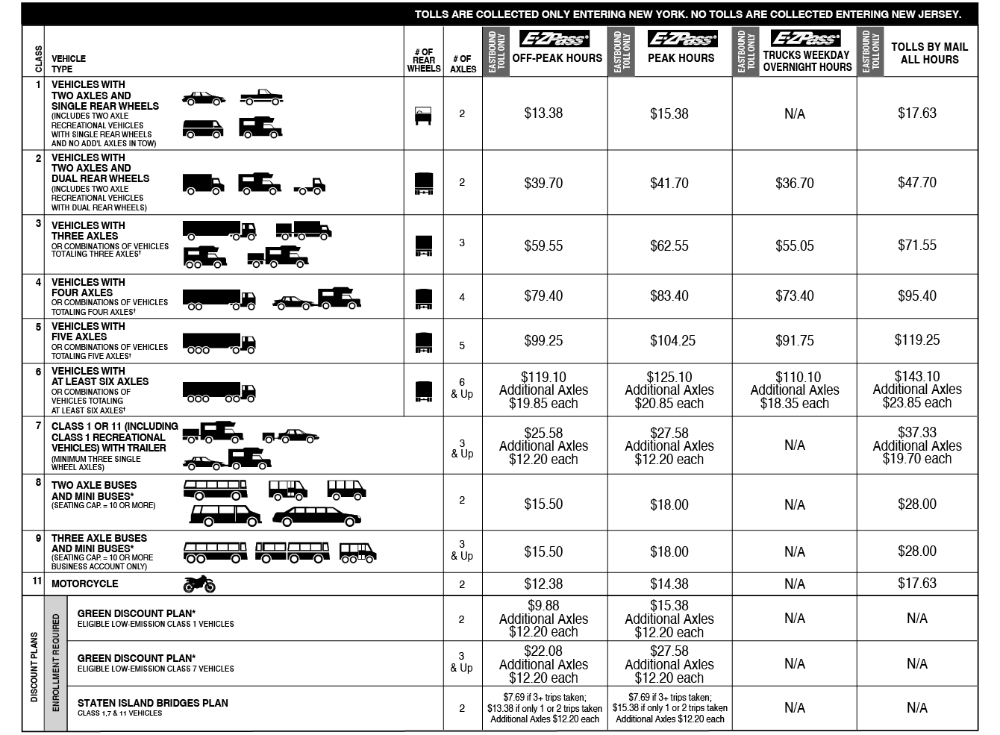 TOLLS ARE COLLECTED ONLY ENTERING NEW YORK. NO TOLLS ARE COLLECTED ENTERING NEW JERSEY.
CLASS
VEHICLE
TYPE
# OF
REAR
WHEELS
# OF
AXLES
EASTBOUND
TOLL ONLY
E-ZPass®
OFF-PEAK HOURS
EASTBOUND
TOLL ONLY
E-ZPass®
PEAK HOURS
EASTBOUND
TOLL ONLY
E-ZPass®
TRUCKS WEEKDAY
OVERNIGHT HOURS
EASTBOUND
TOLL ONLY
TOLLS BY MAIL
ALL HOURS
1
VEHICLES WITH
TWO AXLES AND
SINGLE REAR WHEELS
(INCLUDES TWO AXLE
RECREATIONAL VEHICLES
WITH SINGLE REAR WHEELS
AND NO ADD'L AXLES IN TOW)
2
$13.38
$15.38
N/A
$17.63
2
VEHICLES WITH
TWO AXLES AND
DUAL REAR WHEELS
(INCLUDES TWO AXLE
RECREATIONAL VEHICLES
WITH DUAL REAR WHEELS)
2
$39.70
$41.70
$36.70
$47.70
3
VEHICLES WITH
THREE AXLES
OR COMBINATIONS OF VEHICLES
TOTALING THREE AXLES†
3
$59.55
$62.55
$55.05
$71.55
4
VEHICLES WITH
FOUR AXLES
OR COMBINATIONS OF VEHICLES
TOTALING FOUR AXLES†
4
$79.40
$83.40
$73.40
$95.40
5
VEHICLES WITH
FIVE AXLES
OR COMBINATIONS OF VEHICLES
TOTALING FIVE AXLES†
5
$99.25
$104.25
$91.75
$119.25
6
VEHICLES WITH
AT LEAST SIX AXLES
OR COMBINATIONS OF
VEHICLES TOTALING
AT LEAST SIX AXLES†
6
& Up
$119.10
Additional Axles
$19.85 each
$125.10
Additional Axles
$20.85 each
$110.10
Additional Axles
$18.35 each
$143.10
Additional Axles
$23.85 each
7
CLASS 1 OR 11 (INCLUDING
CLASS 1 RECREATIONAL
VEHICLES) WITH TRAILER
(MINIMUM THREE SINGLE
WHEEL AXLES)
3
& Up
$25.58
Additional Axles
$12.20 each
$27.58
Additional Axles
$12.20 each
N/A
$37.33
Additional Axles
$19.70 each
8
TWO AXLE BUSES
AND MINI BUSES*
(SEATING CAP. = 10 OR MORE)
2
$15.50
$18.00
N/A
$28.00
9
THREE AXLE BUSES
AND MINI BUSES*
(SEATING CAP. = 10 OR MORE
BUSINESS ACCOUNT ONLY)
3
& Up
$15.50
$18.00
N/A
$28.00
11
MOTORCYCLE
2
$12.38
$14.38
N/A
$17.63
DISCOUNT PLANS
ENROLLMENT REQUIRED
GREEN DISCOUNT PLAN*
ELIGIBLE LOW-EMISSION CLASS 1 VEHICLES
2
$9.88
Additional Axles
$12.20 each
$15.38
Additional Axles
$12.20 each
N/A
N/A
GREEN DISCOUNT PLAN*
ELIGIBLE LOW-EMISSION CLASS 7 VEHICLES
3
& Up
$22.08
Additional Axles
$12.20 each
$27.58
Additional Axles
$12.20 each
N/A
N/A
STATEN ISLAND BRIDGES PLAN
CLASS 1,7 & 11 VEHICLES
2
$7.69 if 3+ trips taken;
$13.38 if only 1 or 2 trips taken
Additional Axles $12.20 each
$7.69 if 3+ trips taken;
$15.38 if only 1 or 2 trips taken
Additional Axles $12.20 each
N/A
N/A